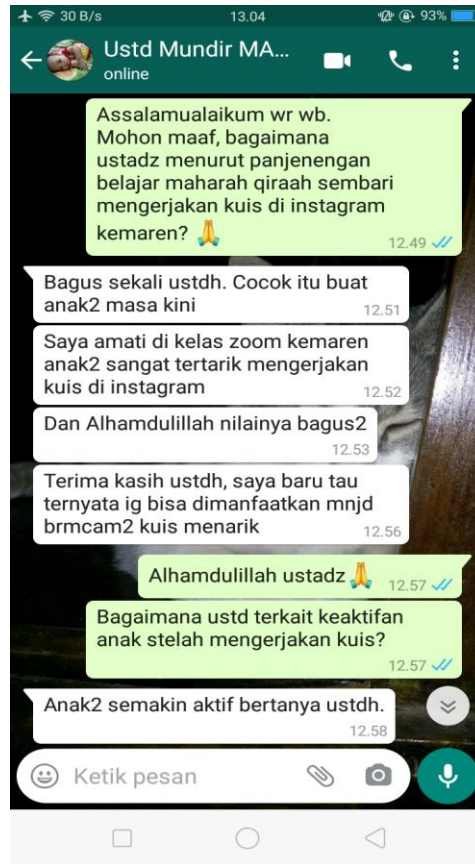 30 B/s 13.04 93%
Ustd Mundir MA...
online
Assalamualaikum wr wb.
Mohon maaf, bagaimana
ustadz menurut panjenengan
belajar maharah qiraah sembari
mengerjakan kuis di instagram
kemaren? 🙏 12.49
Bagus sekali ustdh. Cocok itu buat
anak2 masa kini 12.51
Saya amati di kelas zoom kemaren
anak2 sangat tertarik mengerjakan
kuis di instagram 12.52
Dan Alhamdulillah nilainya bagus2
12.53
Terima kasih ustdh, saya baru tau
ternyata ig bisa dimanfaatkan mnjd
brmcam2 kuis menarik 12.56
Alhamdulillah ustadz 🙏 12.57
Bagaimana ustd terkait keaktifan
anak stelah mengerjakan kuis?
12.57
Anak2 semakin aktif bertanya ustdh.
12.58
Ketik pesan